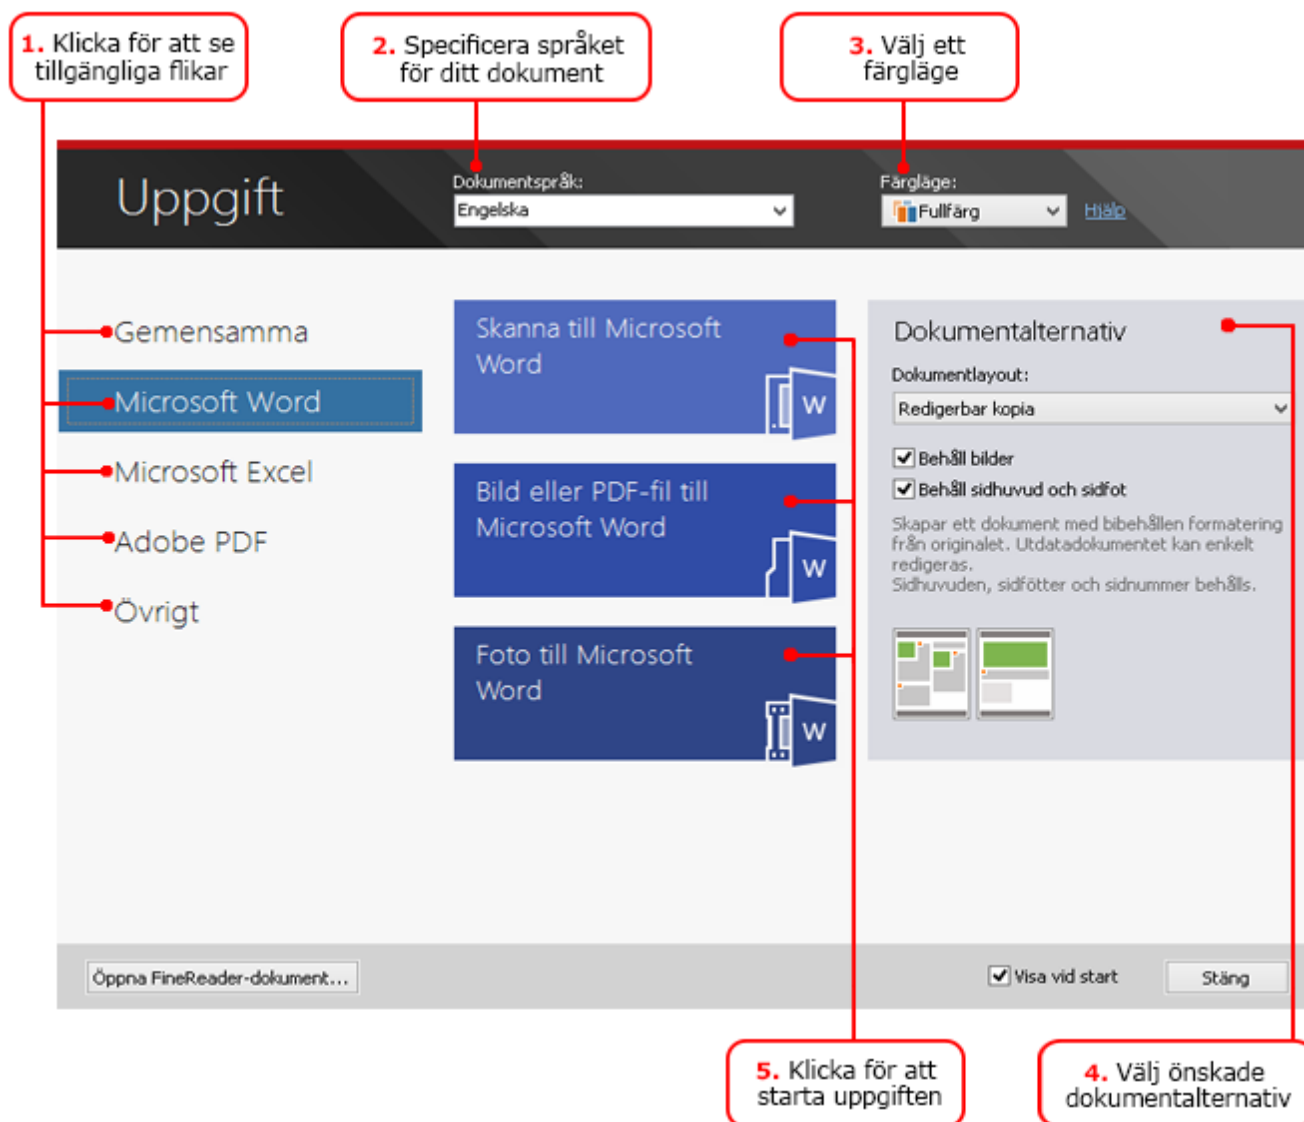 1. Klicka för att se
tillgängliga flikar
2. Specificera språket
för ditt dokument
3. Välj ett
färgläge
Uppgift
Dokumentspråk:
Engelska
Färgläge:
Fullfärg
Hjälp
Gemensamma
Microsoft Word
Microsoft Excel
Adobe PDF
Övrigt
Skanna till Microsoft
Word
W
Bild eller PDF-fil till
Microsoft Word
W
Foto till Microsoft
Word
W
Dokumentalternativ
Dokumentlayout:
Redigerbar kopia
Behåll bilder
Behåll sidhuvud och sidfot
Skapar ett dokument med bibehållen formatering
från originalet. Utdatadokumentet kan enkelt
redigeras.
Sidhuvuden, sidfötter och sidnummer behålls.
Öppna FineReader-dokument...
Visa vid start
Stäng
5. Klicka för att
starta uppgiften
4. Välj önskade
dokumentalternativ